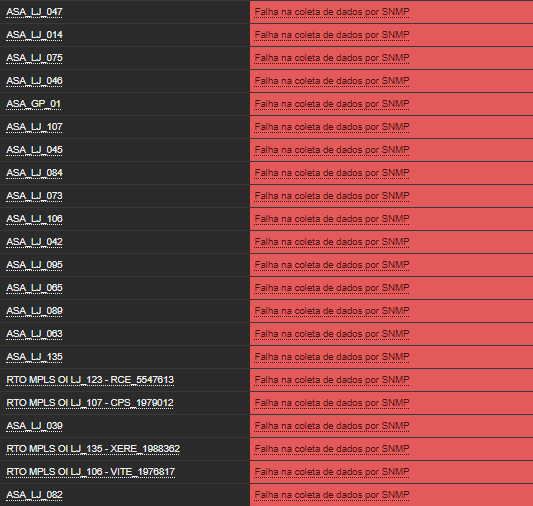 ASA_LJ_047 Falha na coleta de dados por SNMP
ASA_LJ_014 Falha na coleta de dados por SNMP
ASA_LJ_075 Falha na coleta de dados por SNMP
ASA_LJ_046 Falha na coleta de dados por SNMP
ASA_GP_01 Falha na coleta de dados por SNMP
ASA_LJ_107 Falha na coleta de dados por SNMP
ASA_LJ_045 Falha na coleta de dados por SNMP
ASA_LJ_084 Falha na coleta de dados por SNMP
ASA_LJ_073 Falha na coleta de dados por SNMP
ASA_LJ_106 Falha na coleta de dados por SNMP
ASA_LJ_042 Falha na coleta de dados por SNMP
ASA_LJ_095 Falha na coleta de dados por SNMP
ASA_LJ_065 Falha na coleta de dados por SNMP
ASA_LJ_089 Falha na coleta de dados por SNMP
ASA_LJ_063 Falha na coleta de dados por SNMP
ASA_LJ_135 Falha na coleta de dados por SNMP
RTO MPLS OI LJ_123 - RCE_5547613 Falha na coleta de dados por SNMP
RTO MPLS OI LJ_107 - CPS_1979012 Falha na coleta de dados por SNMP
ASA_LJ_039 Falha na coleta de dados por SNMP
RTO MPLS OI LJ_135 - XERE_1988362 Falha na coleta de dados por SNMP
RTO MPLS OI LJ_106 - VITE_1976817 Falha na coleta de dados por SNMP
ASA_LJ_082 Falha na coleta de dados por SNMP